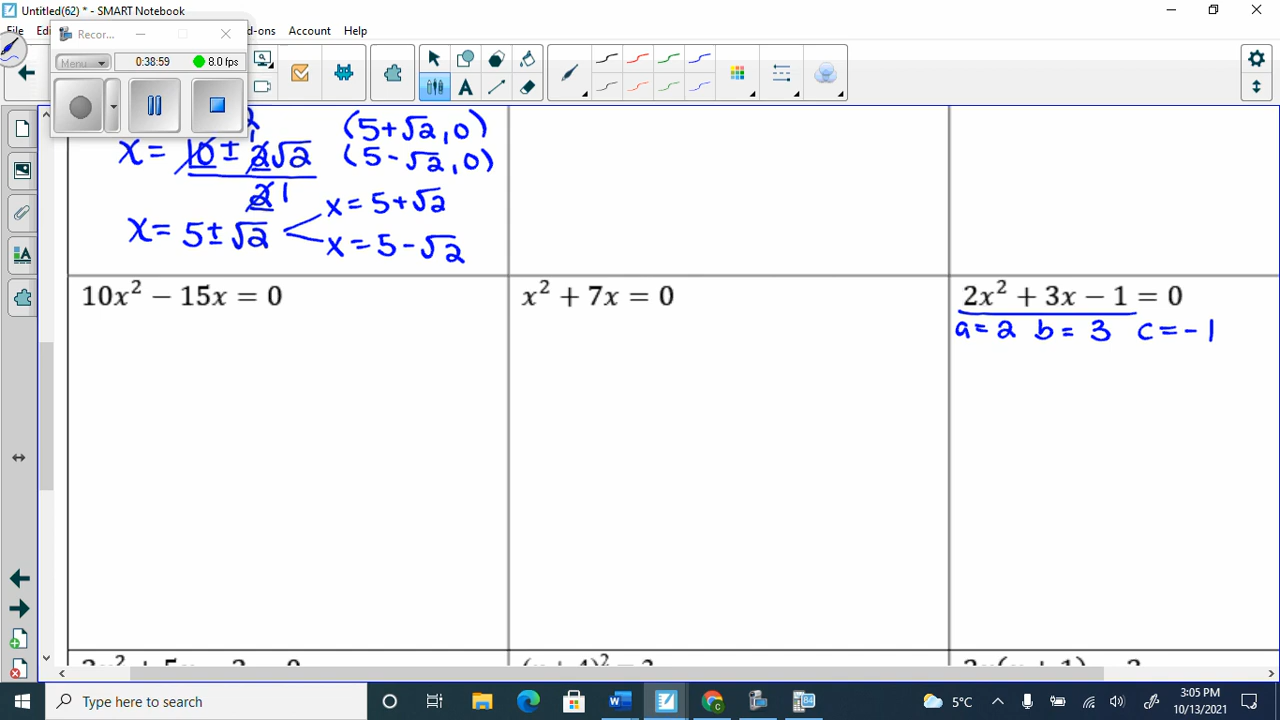 Untitled(62) * - SMART Notebook
File
Recor...
d-ons Account Help
Menu
0:38:59
8.0 fps
x = 10 ± 2√2 (5+√2, 0)
2 1
(5-√2, 0)
x = 5 ± √2
x = 5+√2
x = 5-√2
10x² − 15x = 0
x² + 7x = 0
2x² + 3x − 1 = 0
a = 2 b = 3 c = -1
Type here to search
5°C
3:05 PM
10/13/2021